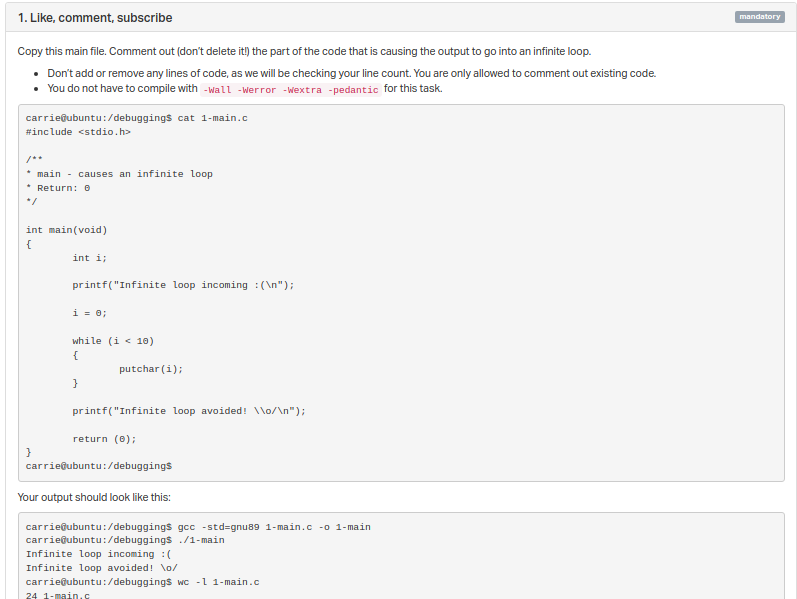 1. Like, comment, subscribe
mandatory
Copy this main file. Comment out (don't delete it!) the part of the code that is causing the output to go into an infinite loop.
• Don't add or remove any lines of code, as we will be checking your line count. You are only allowed to comment out existing code.
• You do not have to compile with -Wall -Werror -Wextra -pedantic for this task.
carrie@ubuntu:/debugging$ cat 1-main.c
#include <stdio.h>
/**
* main - causes an infinite loop
* Return: 0
*/
int main(void)
{
int i;
printf("Infinite loop incoming :(\n");
i = 0;
while (i < 10)
{
putchar(i);
}
printf("Infinite loop avoided! \\o/\n");
return (0);
}
carrie@ubuntu:/debugging$
Your output should look like this:
carrie@ubuntu:/debugging$ gcc -std=gnu89 1-main.c -o 1-main
carrie@ubuntu:/debugging$ ./1-main
Infinite loop incoming :(
Infinite loop avoided! \o/
carrie@ubuntu:/debugging$ wc -l 1-main.c
24 1-main.c